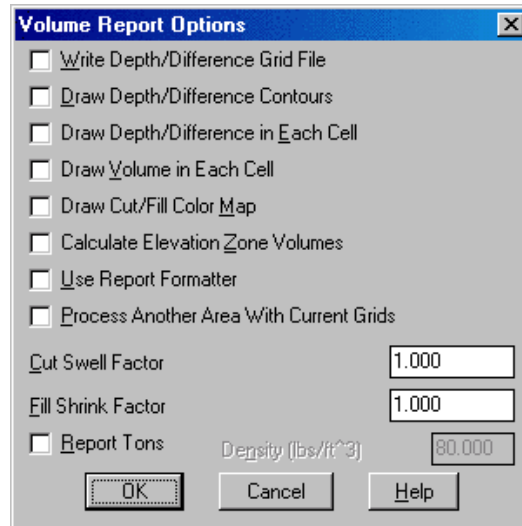 Volume Report Options
Write Depth/Difference Grid File
Draw Depth/Difference Contours
Draw Depth/Difference in Each Cell
Draw Volume in Each Cell
Draw Cut/Fill Color Map
Calculate Elevation Zone Volumes
Use Report Formatter
Process Another Area With Current Grids
Cut Swell Factor 1.000
Fill Shrink Factor 1.000
Report Tons Density (lbs/ft^3) 80.000
OK Cancel Help